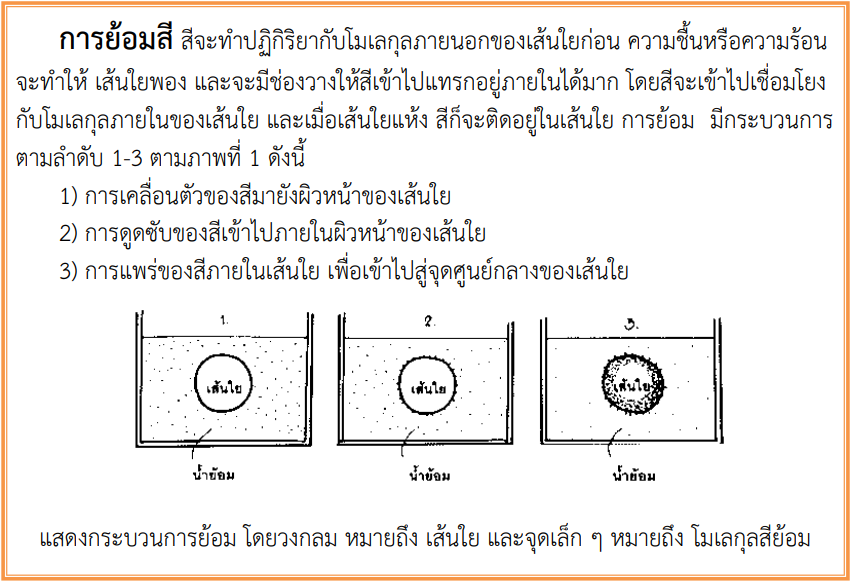 การย้อมสี สีจะทำปฏิกิริยากับโมเลกุลภายนอกของเส้นใยก่อน ความชื้นหรือความร้อน
จะทำให้ เส้นใยพอง และจะมีช่องวางให้สีเข้าไปแทรกอยู่ภายในได้มาก โดยสีจะเข้าไปเชื่อมโยง
กับโมเลกุลภายในของเส้นใย และเมื่อเส้นใยแห้ง สีก็จะติดอยู่ในเส้นใย การย้อม มีกระบวนการ
ตามลำดับ 1-3 ตามภาพที่ 1 ดังนี้
1) การเคลื่อนตัวของสีมายังผิวหน้าของเส้นใย
2) การดูดซับของสีเข้าไปภายในผิวหน้าของเส้นใย
3) การแพร่ของสีภายในเส้นใย เพื่อเข้าไปสู่จุดศูนย์กลางของเส้นใย
1. 2. 3.
เส้นใย เส้นใย เส้นใย
น้ำย้อม น้ำย้อม น้ำย้อม
แสดงกระบวนการย้อม โดยวงกลม หมายถึง เส้นใย และจุดเล็ก ๆ หมายถึง โมเลกุลสีย้อม